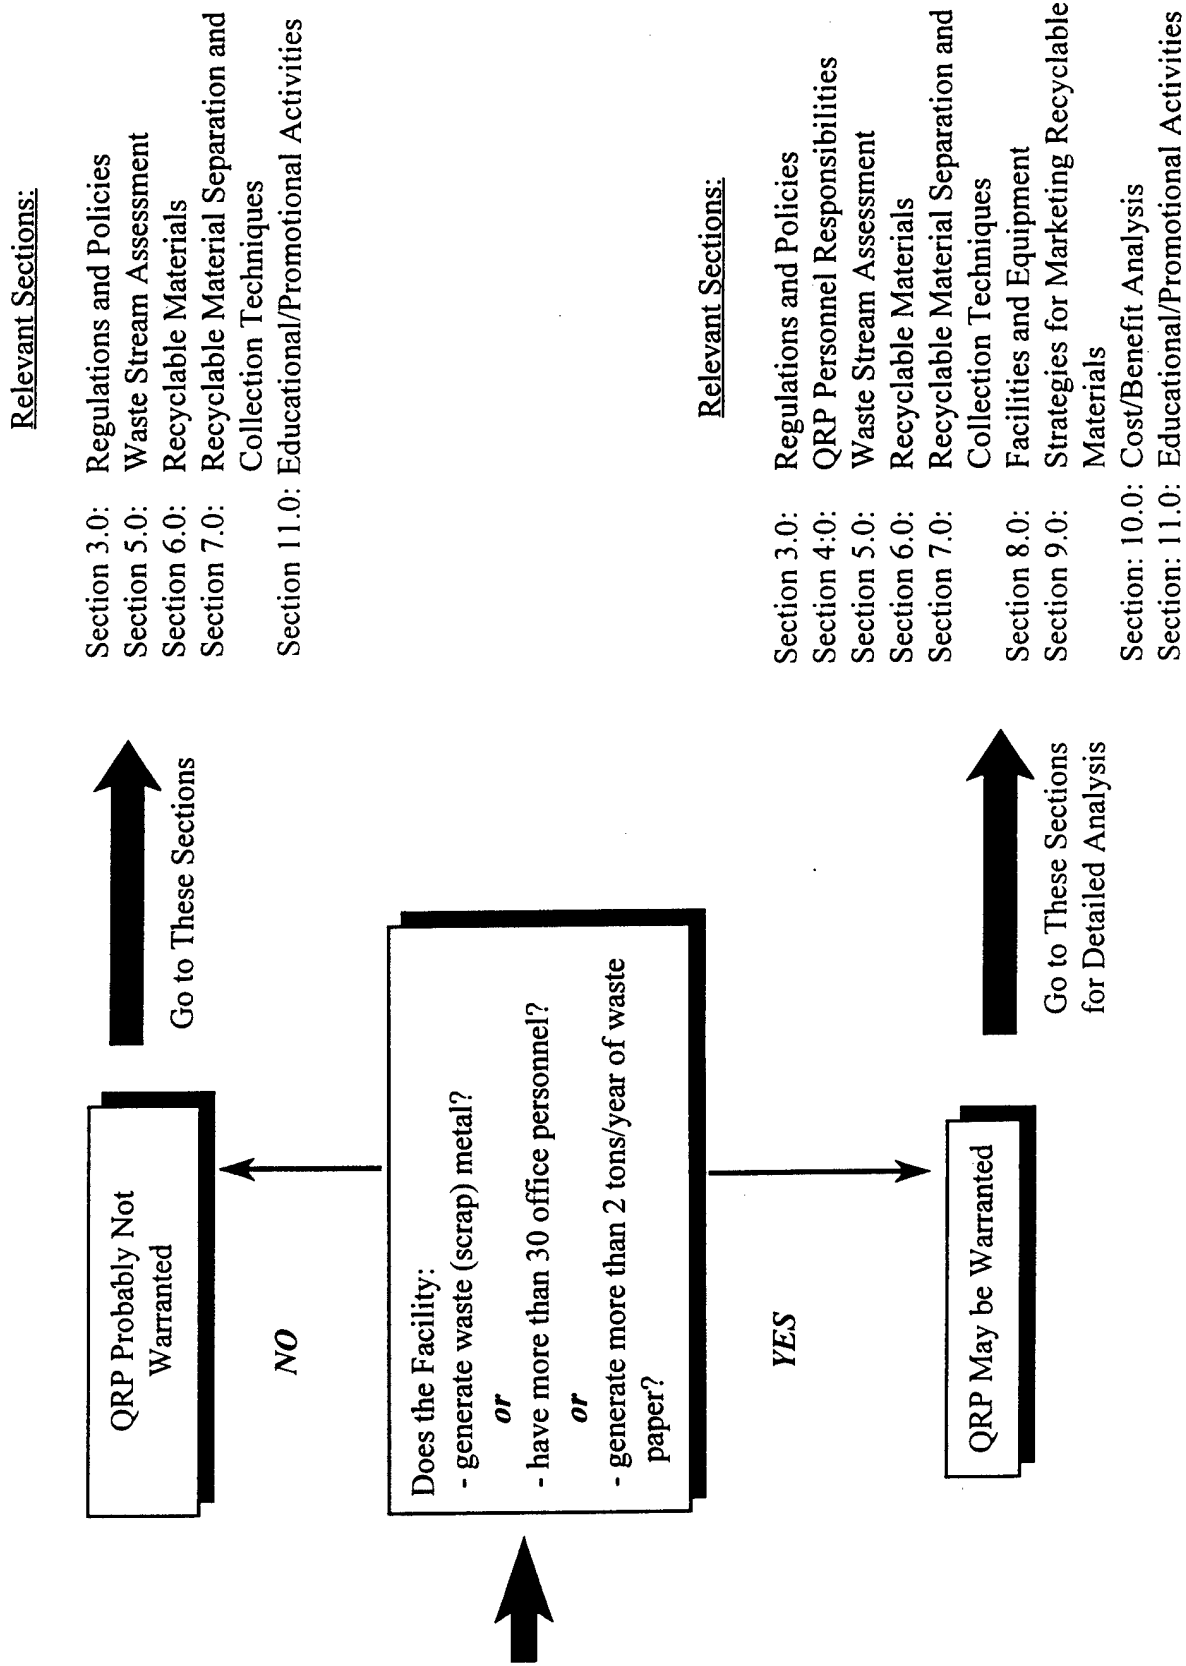 Does the Facility:
- generate waste (scrap) metal?
or
- have more than 30 office personnel?
or
- generate more than 2 tons/year of waste
paper?
NO
QRP Probably Not
Warranted
Go to These Sections
Relevant Sections:
Section 3.0: Regulations and Policies
Section 5.0: Waste Stream Assessment
Section 6.0: Recyclable Materials
Section 7.0: Recyclable Material Separation and
Collection Techniques
Section 11.0: Educational/Promotional Activities
YES
QRP May be Warranted
Go to These Sections
for Detailed Analysis
Relevant Sections:
Section 3.0: Regulations and Policies
Section 4:0: QRP Personnel Responsibilities
Section 5.0: Waste Stream Assessment
Section 6.0: Recyclable Materials
Section 7.0: Recyclable Material Separation and
Collection Techniques
Section 8.0: Facilities and Equipment
Section 9.0: Strategies for Marketing Recyclable
Materials
Section: 10.0: Cost/Benefit Analysis
Section: 11.0: Educational/Promotional Activities